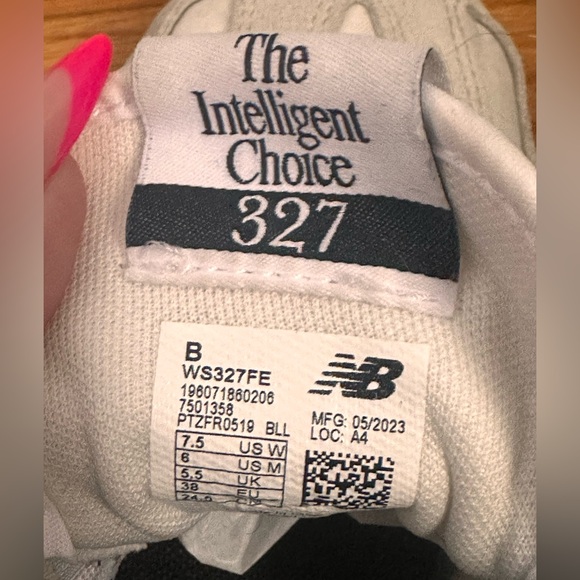 The
Intelligent
Choice
327
B
WS327FE
196071860206
7501358
PTZFR0519 BLL
NB
MFG: 05/2023
LOC: A4
7.5 US W
6 US M
5.5 UK
38 EU